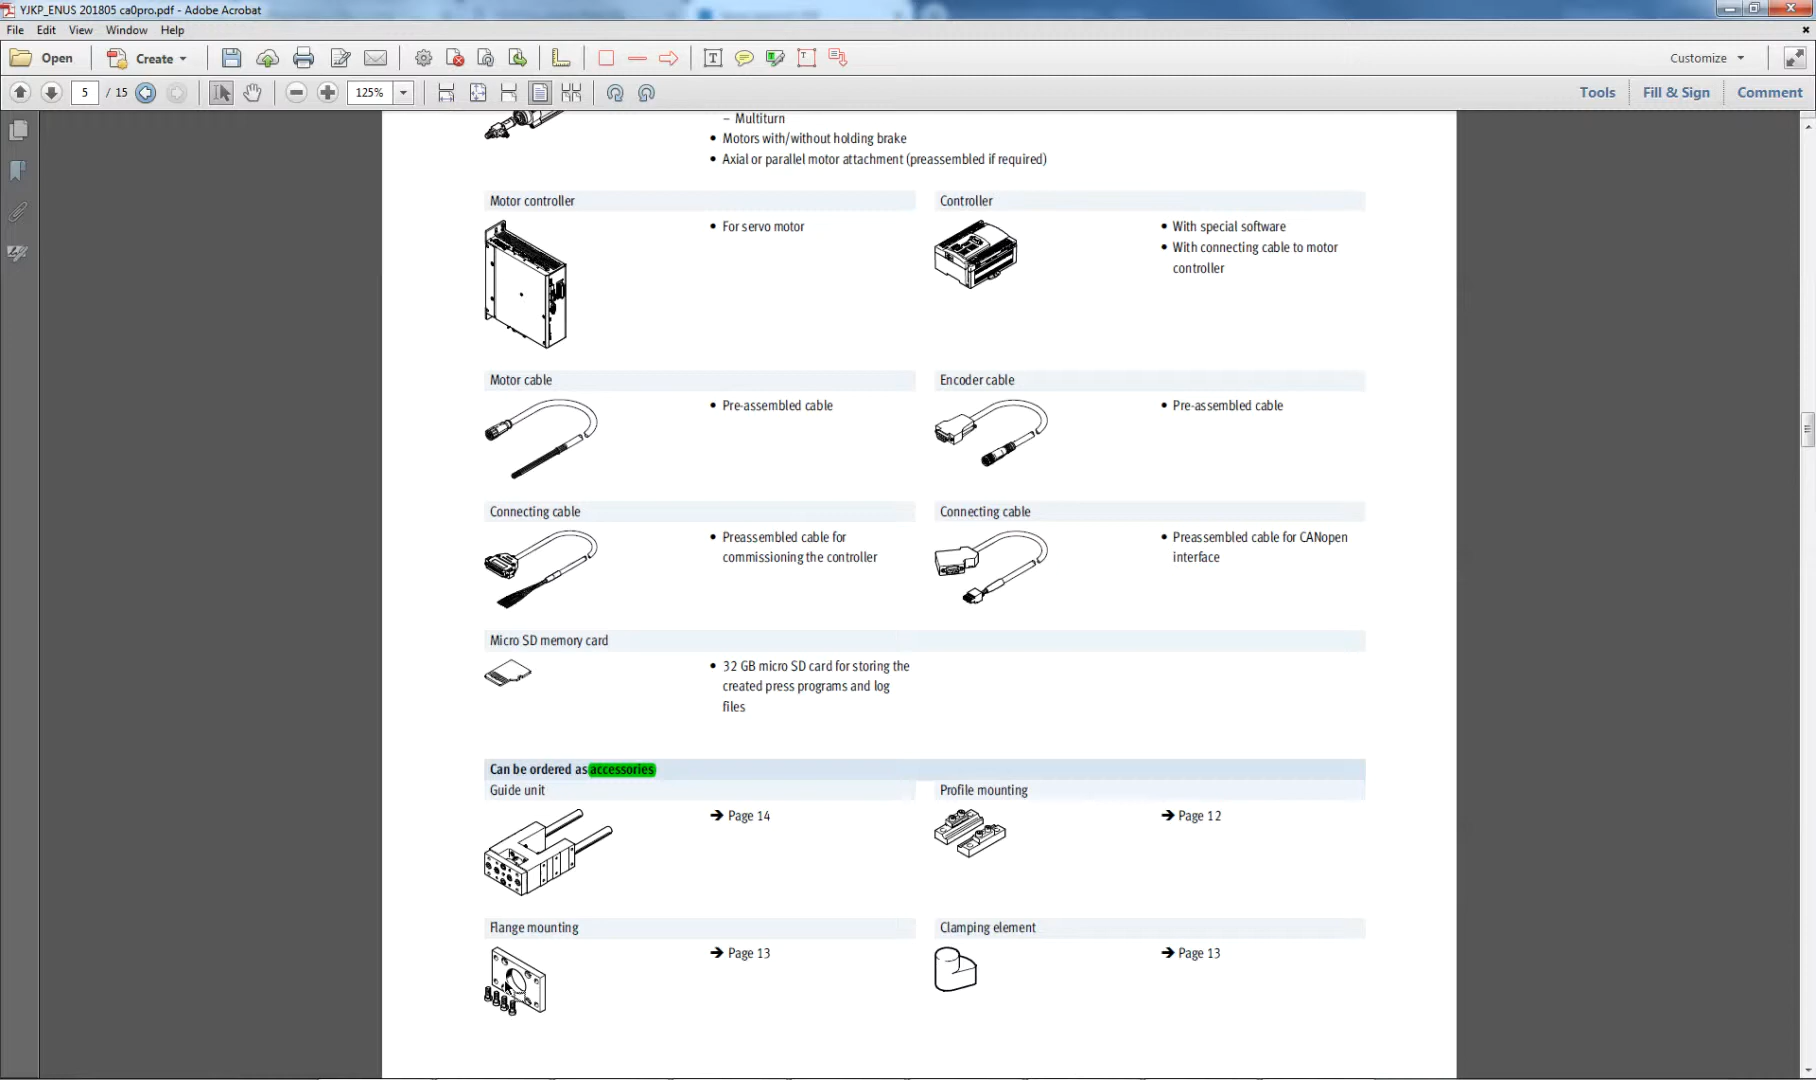 YJKP_ENUS 201805 ca0pro.pdf - Adobe Acrobat
File Edit View Window Help
Open Create Customize
5 / 15 125% Tools Fill & Sign Comment
– Multiturn
• Motors with/without holding brake
• Axial or parallel motor attachment (preassembled if required)
Motor controller
• For servo motor
Controller
• With special software
• With connecting cable to motor
controller
Motor cable
• Pre-assembled cable
Encoder cable
• Pre-assembled cable
Connecting cable
• Preassembled cable for
commissioning the controller
Connecting cable
• Preassembled cable for CANopen
interface
Micro SD memory card
• 32 GB micro SD card for storing the
created press programs and log
files
Can be ordered as accessories
Guide unit
➔ Page 14
Profile mounting
➔ Page 12
Flange mounting
➔ Page 13
Clamping element
➔ Page 13